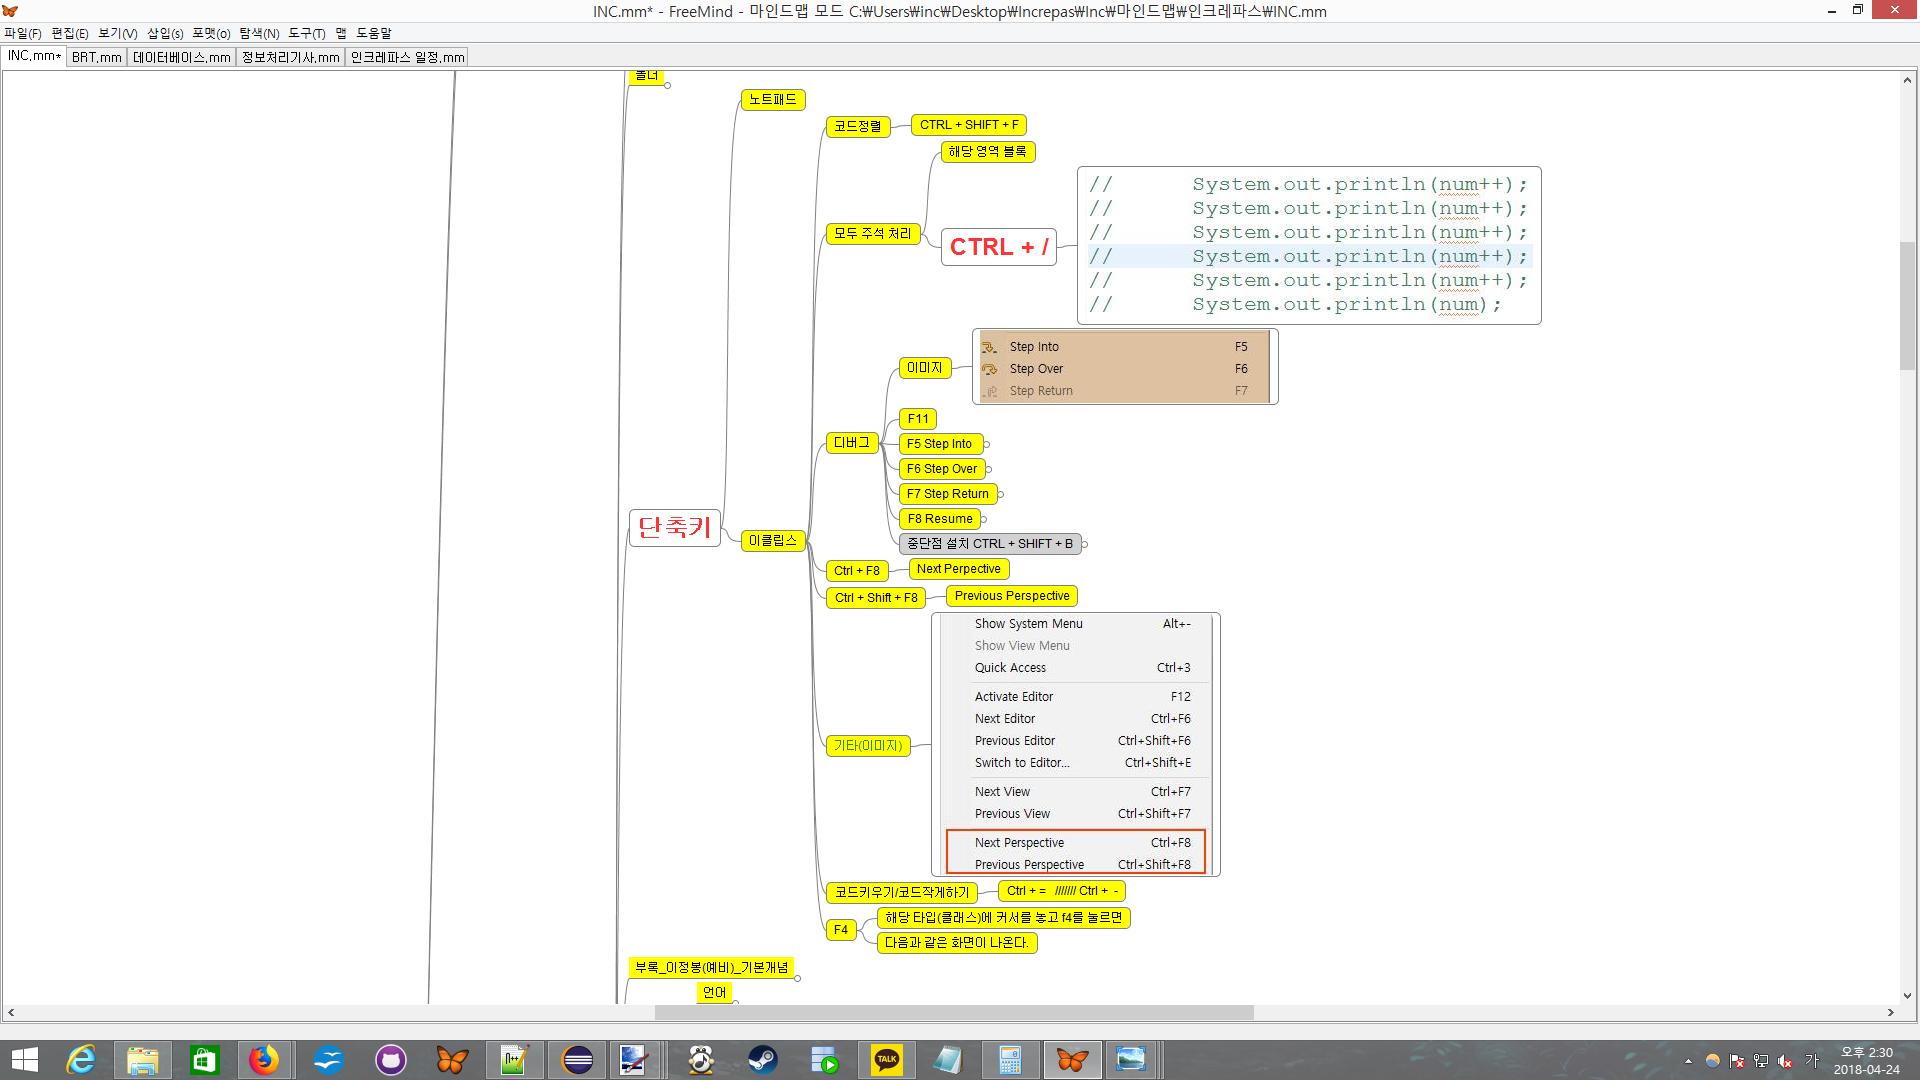 INC.mm* - FreeMind - 마인드맵 모드 C:₩Users₩inc₩Desktop₩Increpas₩Inc₩마인드맵₩인크레파스₩INC.mm
파일(F) 편집(E) 보기(V) 삽입(s) 포맷(o) 탐색(N) 도구(T) 맵 도움말
INC.mm* BRT.mm 데이터베이스.mm 정보처리기사.mm 인크레파스 일정.mm
폴더
노트패드
코드정렬 CTRL + SHIFT + F
해당 영역 블록
모두 주석 처리
CTRL + /
// System.out.println(num++);
// System.out.println(num++);
// System.out.println(num++);
// System.out.println(num++);
// System.out.println(num++);
// System.out.println(num);
이미지
Step Into F5
Step Over F6
Step Return F7
디버그
F11
F5 Step Into
F6 Step Over
F7 Step Return
F8 Resume
중단점 설치 CTRL + SHIFT + B
단축키
이클립스
Ctrl + F8 Next Perpective
Ctrl + Shift + F8 Previous Perspective
기타(이미지)
Show System Menu Alt+-
Show View Menu
Quick Access Ctrl+3
Activate Editor F12
Next Editor Ctrl+F6
Previous Editor Ctrl+Shift+F6
Switch to Editor... Ctrl+Shift+E
Next View Ctrl+F7
Previous View Ctrl+Shift+F7
Next Perspective Ctrl+F8
Previous Perspective Ctrl+Shift+F8
코드키우기/코드작게하기 Ctrl + = /////// Ctrl + -
F4
해당 타입(클래스)에 커서를 놓고 f4를 눌르면
다음과 같은 화면이 나온다.
부록_이정봉(예비)_기본개념
언어
TALK
가
오후 2:30
2018-04-24